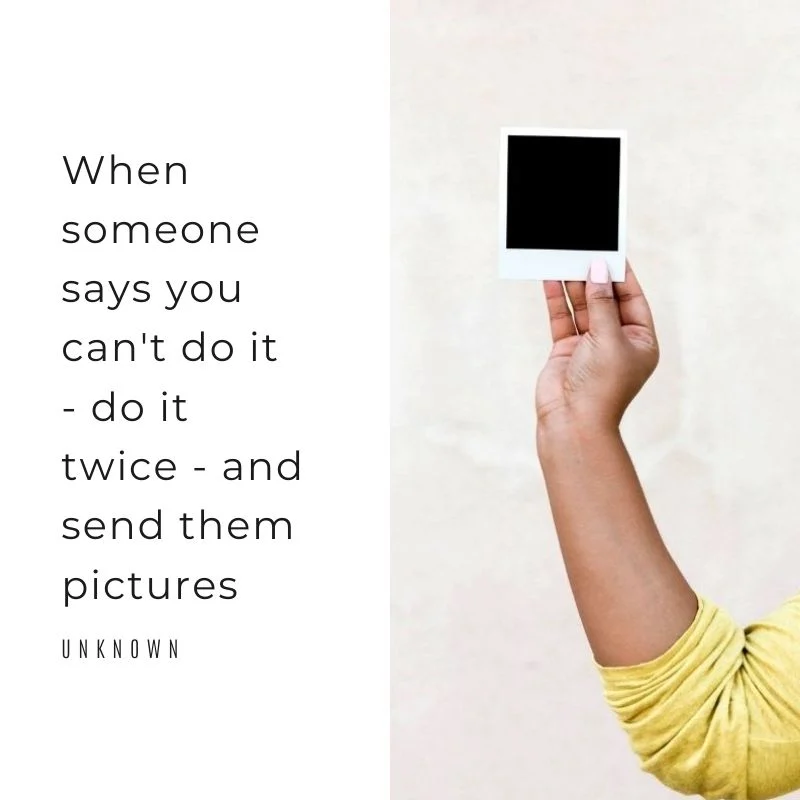 When
someone
says you
can't do it
- do it
twice - and
send them
pictures
UNKNOWN